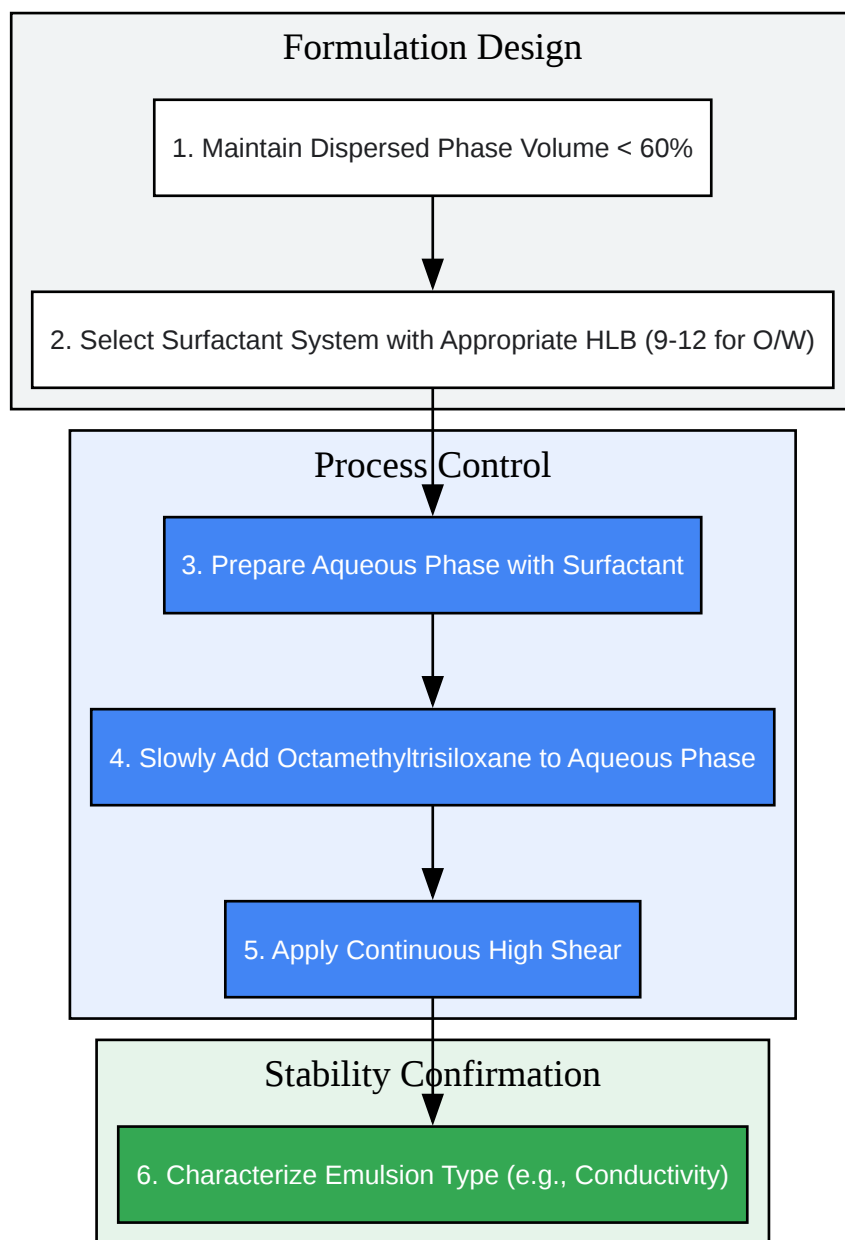 Formulation Design
1. Maintain Dispersed Phase Volume < 60%
2. Select Surfactant System with Appropriate HLB (9-12 for O/W)
Process Control
3. Prepare Aqueous Phase with Surfactant
4. Slowly Add Octamethyltrisiloxane to Aqueous Phase
5. Apply Continuous High Shear
Stability Confirmation
6. Characterize Emulsion Type (e.g., Conductivity)